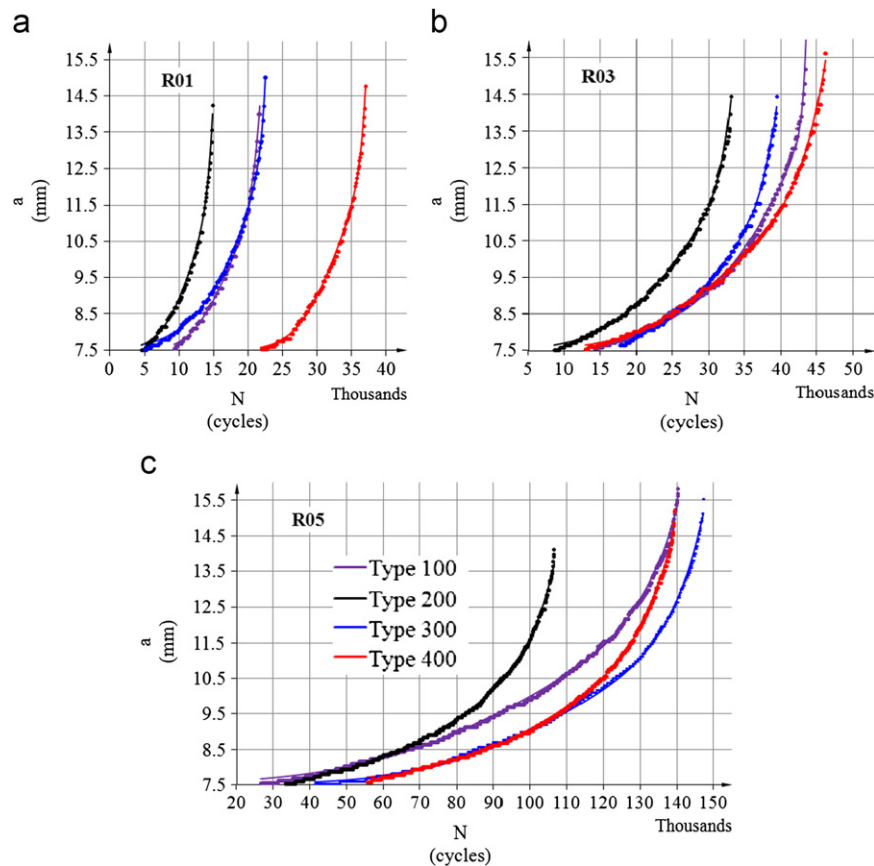 a
15.5
14.5
13.5
12.5
11.5
10.5
9.5
8.5
7.5
a
(mm)
R01
0 5 10 15 20 25 30 35 40
N
(cycles)
Thousands
b
15.5
14.5
13.5
12.5
11.5
10.5
9.5
8.5
7.5
a
(mm)
R03
5 10 15 20 25 30 35 40 45 50
N
(cycles)
Thousands
c
15.5
14.5
13.5
12.5
11.5
10.5
9.5
8.5
7.5
a
(mm)
R05
Type 100
Type 200
Type 300
Type 400
20 30 40 50 60 70 80 90 100 110 120 130 140 150
N
(cycles)
Thousands